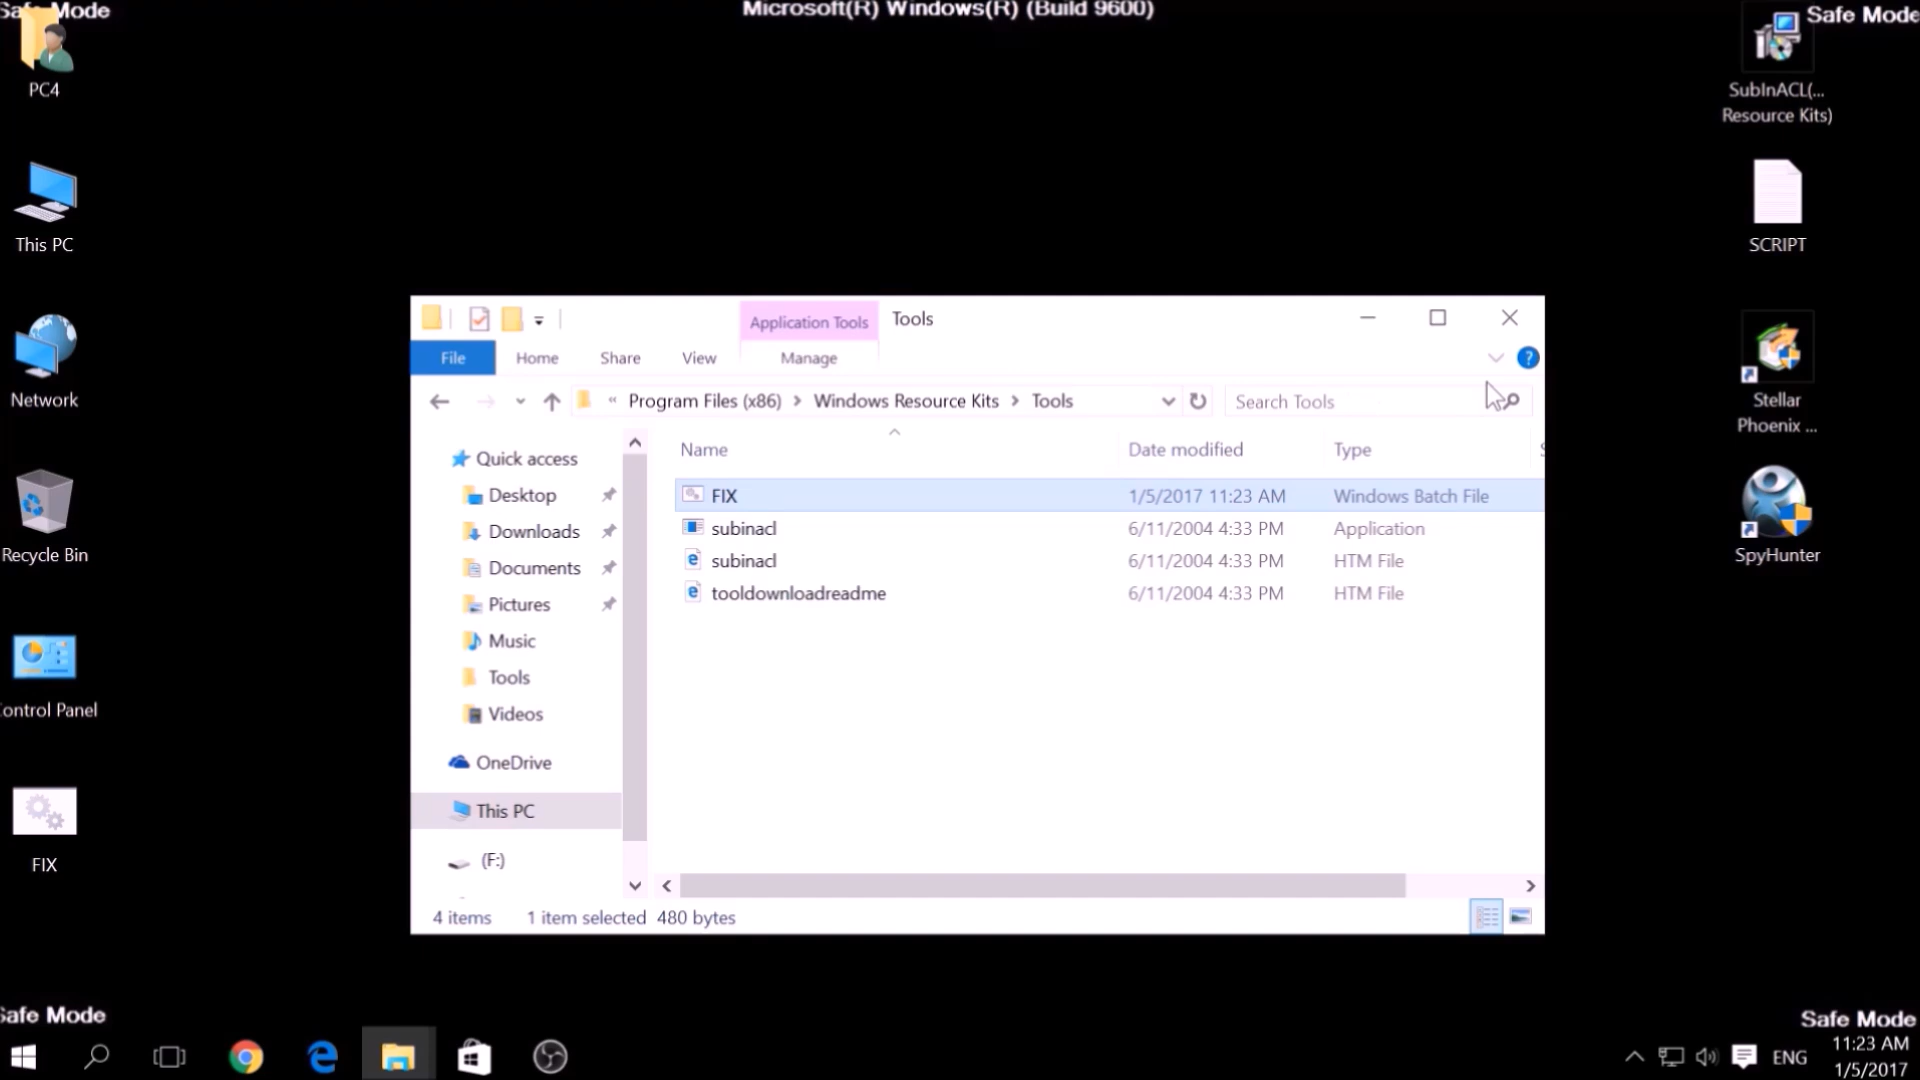 Safe Mode
Microsoft(R) Windows(R) (Build 9600)
Safe Mode
PC4
This PC
Network
Recycle Bin
Control Panel
FIX
SubInACL(...
Resource Kits)
SCRIPT
Stellar
Phoenix ...
SpyHunter
Application Tools
Tools
File
Home
Share
View
Manage
« Program Files (x86) > Windows Resource Kits > Tools
Search Tools
Quick access
Desktop
Downloads
Documents
Pictures
Music
Tools
Videos
OneDrive
This PC
(F:)
Name Date modified Type
FIX 1/5/2017 11:23 AM Windows Batch File
subinacl 6/11/2004 4:33 PM Application
subinacl 6/11/2004 4:33 PM HTM File
tooldownloadreadme 6/11/2004 4:33 PM HTM File
4 items 1 item selected 480 bytes
Safe Mode
Safe Mode
ENG
11:23 AM
1/5/2017